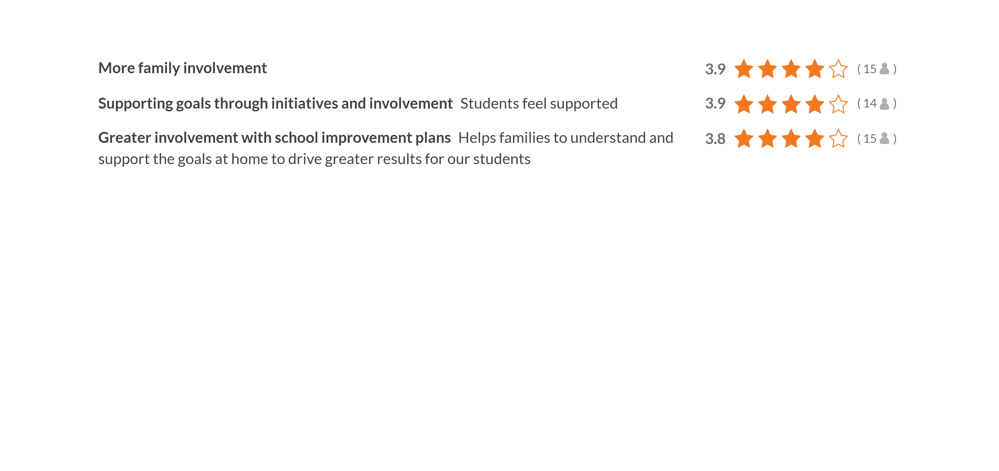 More family involvement 3.9 ( 15 )
Supporting goals through initiatives and involvement Students feel supported 3.9 ( 14 )
Greater involvement with school improvement plans Helps families to understand and 3.8 ( 15 )
support the goals at home to drive greater results for our students